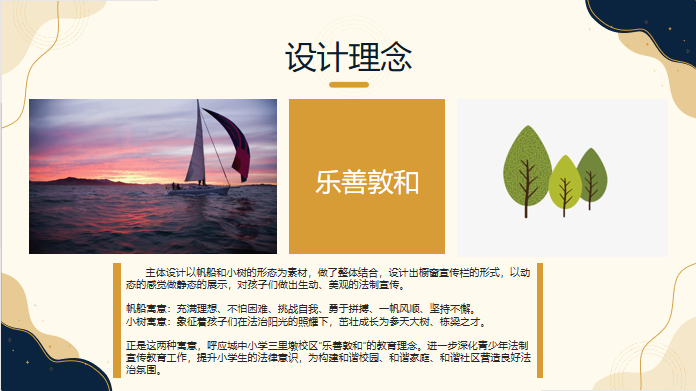 设计理念
乐善敦和
主体设计以帆船和小树的形态为素材，做了整体结合，设计出橱窗宣传栏的形式，以动
态的感觉做静态的展示，对孩子们做出生动、美观的法制宣传。
帆船寓意：充满理想、不怕困难、挑战自我、勇于拼搏、一帆风顺、坚持不懈。
小树寓意：象征着孩子们在法治阳光的照耀下，茁壮成长为参天大树、栋梁之才。
正是这两种寓意，呼应城中小学三里墩校区“乐善敦和”的教育理念。进一步深化青少年法制
宣传教育工作，提升小学生的法律意识，为构建和谐校园、和谐家庭、和谐社区营造良好法
治氛围。